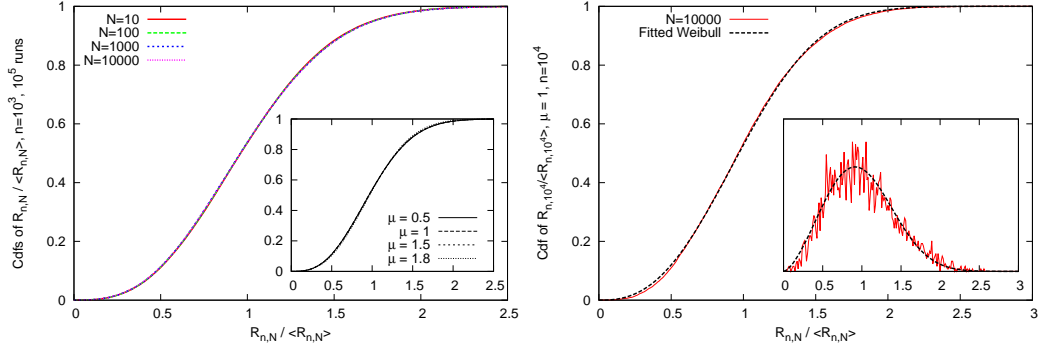 Cdfs of R_{n,N} / <R_{n,N}>, n=10^3, 10^5 runs
N=10
N=100
N=1000
N=10000
1
0.8
0.6
0.4
0.2
0
0 0.5 1 1.5 2 2.5
R_{n,N} / <R_{n,N}>
1
0.8
0.6
0.4
0.2
0
0 0.5 1 1.5 2 2.5
μ = 0.5
μ = 1
μ = 1.5
μ = 1.8
Cdf of R_{n,10^4}/<R_{n,10^4}>, μ = 1, n=10^4
N=10000
Fitted Weibull
1
0.8
0.6
0.4
0.2
0
0 0.5 1 1.5 2 2.5 3
R_{n,N} / <R_{n,N}>
0 0.5 1 1.5 2 2.5 3